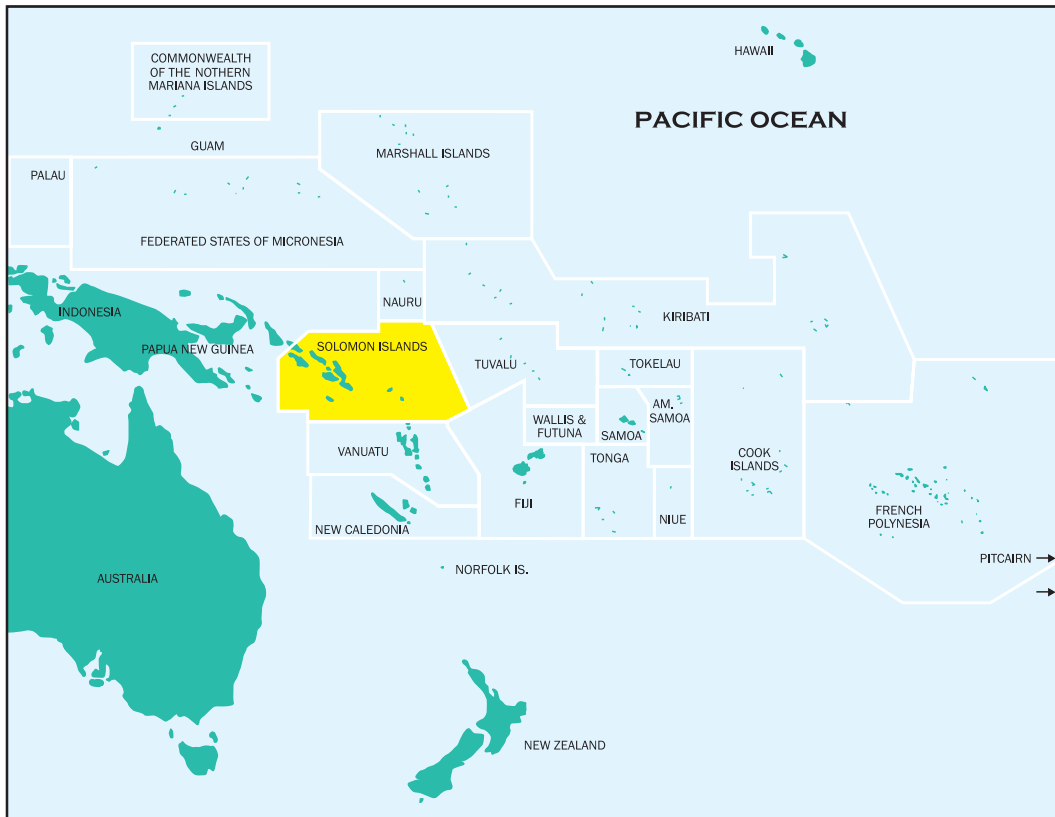 HAWAII
COMMONWEALTH
OF THE NOTHERN
MARIANA ISLANDS
PACIFIC OCEAN
GUAM
MARSHALL ISLANDS
PALAU
FEDERATED STATES OF MICRONESIA
NAURU
INDONESIA
KIRIBATI
SOLOMON ISLANDS
PAPUA NEW GUINEA
TUVALU
TOKELAU
AM.
SAMOA
WALLIS &
FUTUNA
SAMOA
VANUATU
TONGA
COOK
ISLANDS
FIJI
NIUE
FRENCH
POLYNESIA
NEW CALEDONIA
PITCAIRN
NORFOLK IS.
AUSTRALIA
NEW ZEALAND